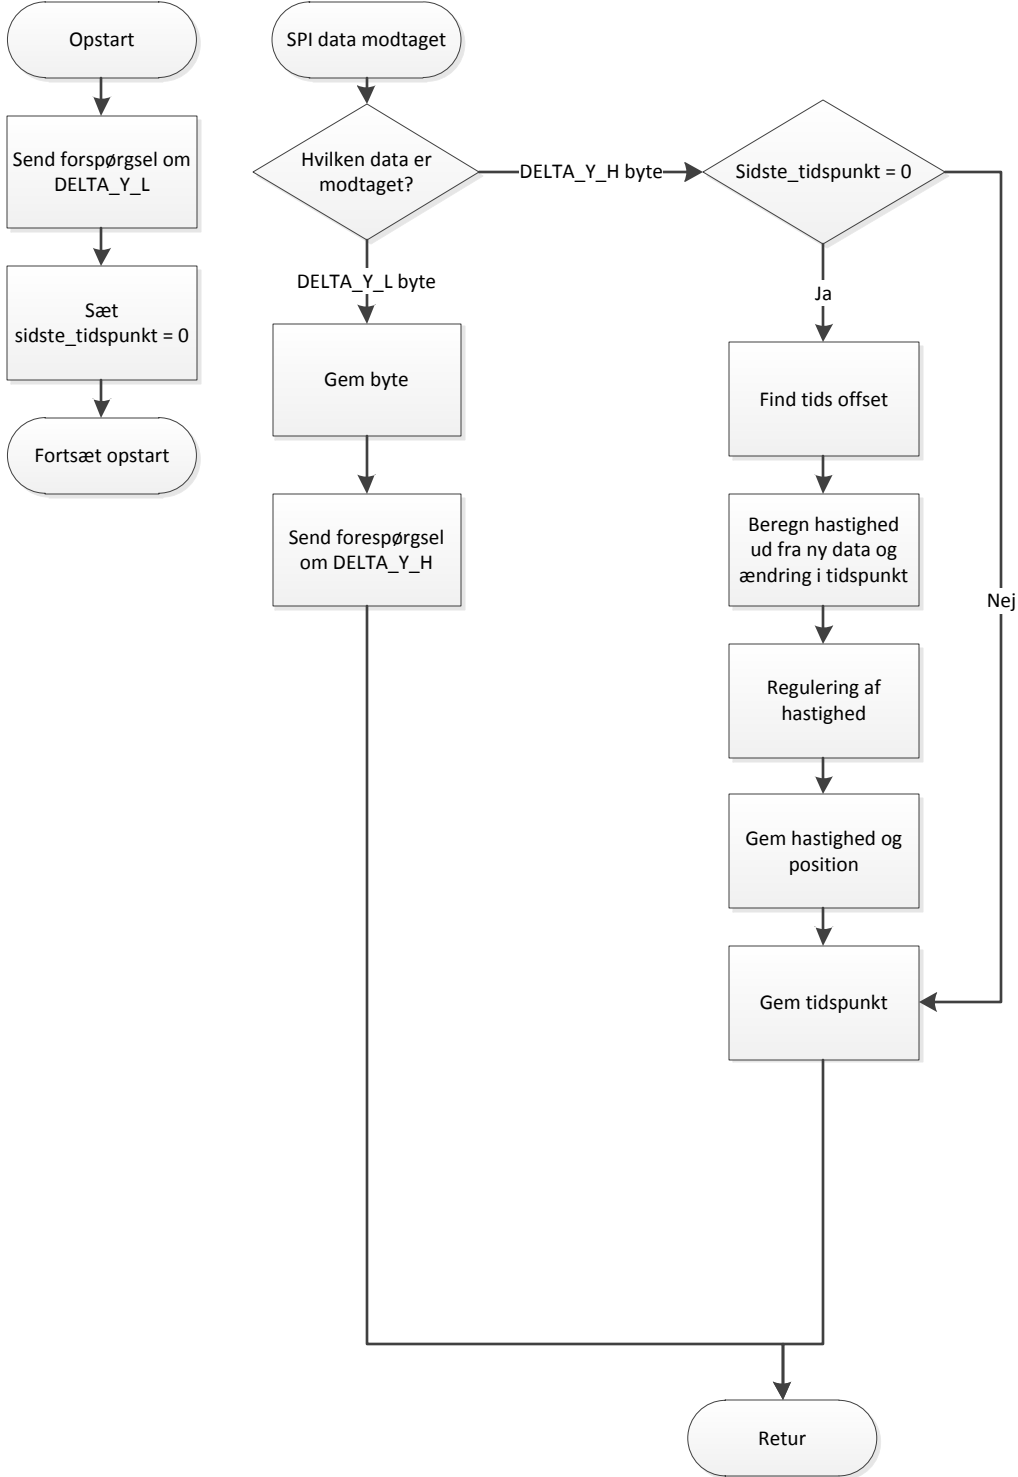 Opstart
Send forspørgsel om
DELTA_Y_L
Sæt
sidste_tidspunkt = 0
Fortsæt opstart
SPI data modtaget
Hvilken data er
modtaget?
DELTA_Y_H byte
DELTA_Y_L byte
Gem byte
Send forespørgsel
om DELTA_Y_H
Sidste_tidspunkt = 0
Ja
Nej
Find tids offset
Beregn hastighed
ud fra ny data og
ændring i tidspunkt
Regulering af
hastighed
Gem hastighed og
position
Gem tidspunkt
Retur